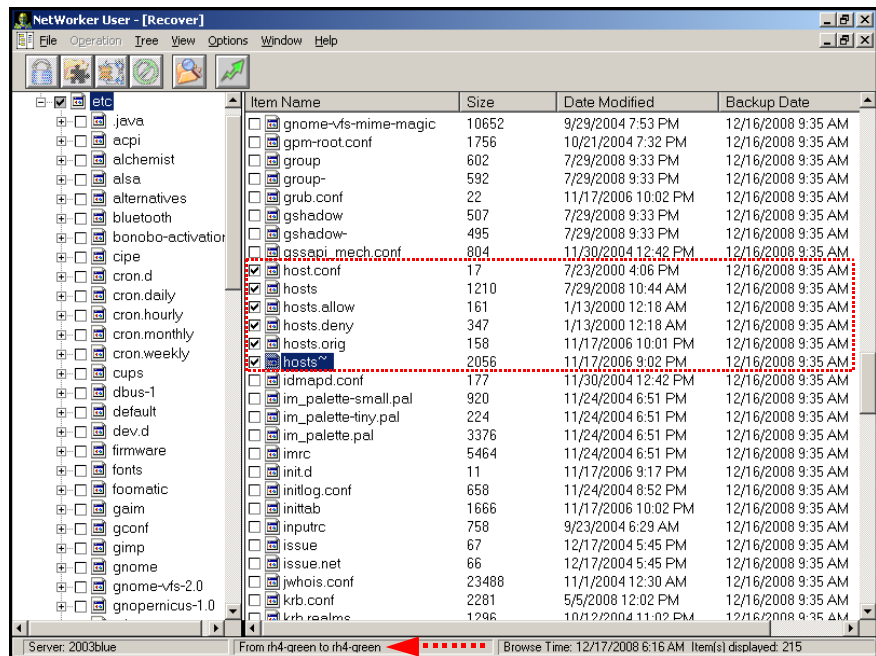 NetWorker User - [Recover]
File Operation Tree View Options Window Help
etc
.java
acpi
alchemist
alsa
alternatives
bluetooth
bonobo-activation
cipe
cron.d
cron.daily
cron.hourly
cron.monthly
cron.weekly
cups
dbus-1
default
dev.d
firmware
fonts
foomatic
gaim
gconf
gimp
gnome
gnome-vfs-2.0
gnopernicus-1.0
Item Name Size Date Modified Backup Date
gnome-vfs-mime-magic 10652 9/29/2004 7:53 PM 12/16/2008 9:35 AM
gpm-root.conf 1756 10/21/2004 7:32 PM 12/16/2008 9:35 AM
group 602 7/29/2008 9:33 PM 12/16/2008 9:35 AM
group- 592 7/29/2008 9:33 PM 12/16/2008 9:35 AM
grub.conf 22 11/17/2006 10:02 PM 12/16/2008 9:35 AM
gshadow 507 7/29/2008 9:33 PM 12/16/2008 9:35 AM
gshadow- 495 7/29/2008 9:33 PM 12/16/2008 9:35 AM
gssapi_mech.conf 804 11/30/2004 12:42 PM 12/16/2008 9:35 AM
host.conf 17 7/23/2000 4:06 PM 12/16/2008 9:35 AM
hosts 1210 7/29/2008 10:44 AM 12/16/2008 9:35 AM
hosts.allow 161 1/13/2000 12:18 AM 12/16/2008 9:35 AM
hosts.deny 347 1/13/2000 12:18 AM 12/16/2008 9:35 AM
hosts.orig 158 11/17/2006 10:01 PM 12/16/2008 9:35 AM
hosts~ 2056 11/17/2006 9:02 PM 12/16/2008 9:35 AM
idmapd.conf 177 11/30/2004 12:42 PM 12/16/2008 9:35 AM
im_palette-small.pal 920 11/24/2004 6:51 PM 12/16/2008 9:35 AM
im_palette-tiny.pal 224 11/24/2004 6:51 PM 12/16/2008 9:35 AM
im_palette.pal 3376 11/24/2004 6:51 PM 12/16/2008 9:35 AM
imrc 5464 11/24/2004 6:51 PM 12/16/2008 9:35 AM
init.d 11 11/17/2006 9:17 PM 12/16/2008 9:35 AM
initlog.conf 658 11/24/2004 8:52 PM 12/16/2008 9:35 AM
inittab 1666 11/17/2006 10:02 PM 12/16/2008 9:35 AM
inputrc 758 9/23/2004 6:29 AM 12/16/2008 9:35 AM
issue 67 12/17/2004 5:45 PM 12/16/2008 9:35 AM
issue.net 66 12/17/2004 5:45 PM 12/16/2008 9:35 AM
jwhois.conf 23488 11/1/2004 12:30 AM 12/16/2008 9:35 AM
krb.conf 2281 5/5/2008 12:02 PM 12/16/2008 9:35 AM
krb.realms 1296 10/12/2004 11:02 PM 12/16/2008 9:35 AM
Server: 2003blue From rh4-green to rh4-green Browse Time: 12/17/2008 6:16 AM Item(s) displayed: 215